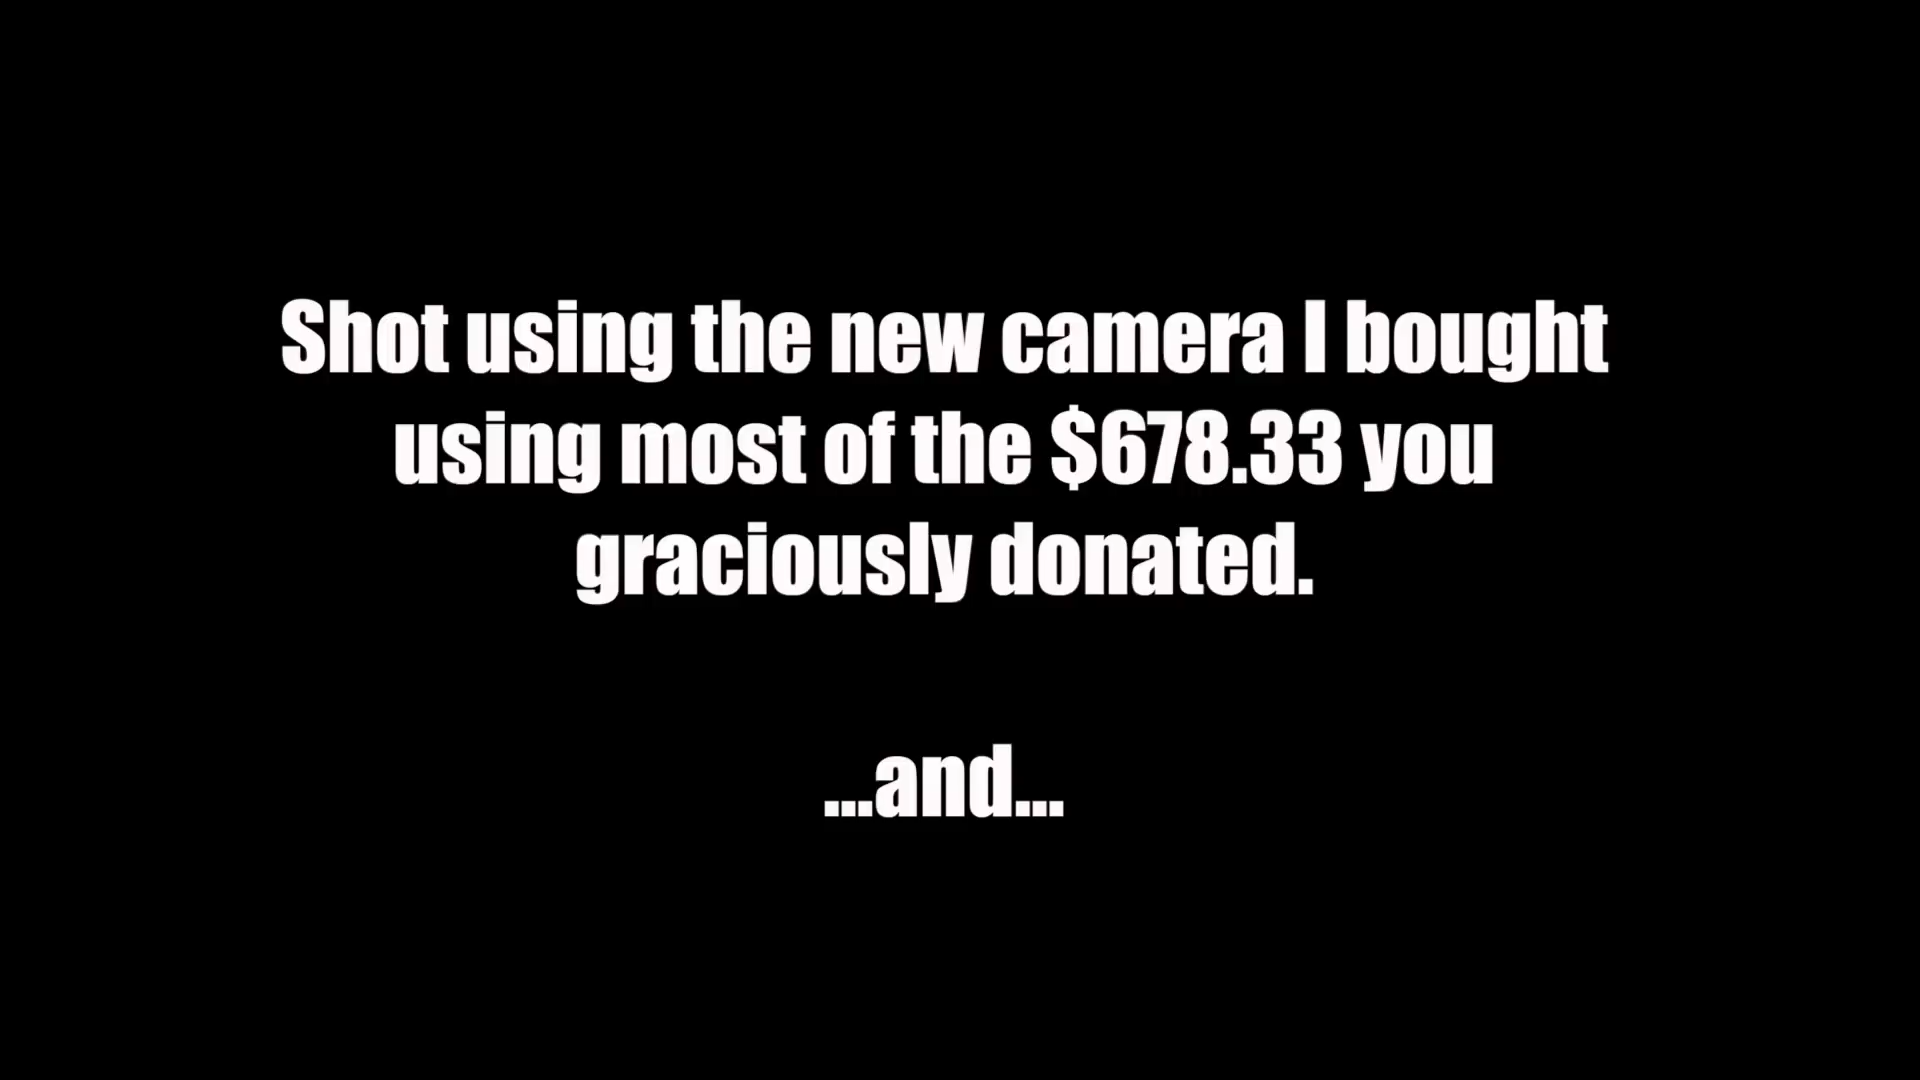 Shot using the new camera I bought
using most of the $678.33 you
graciously donated.
...and...